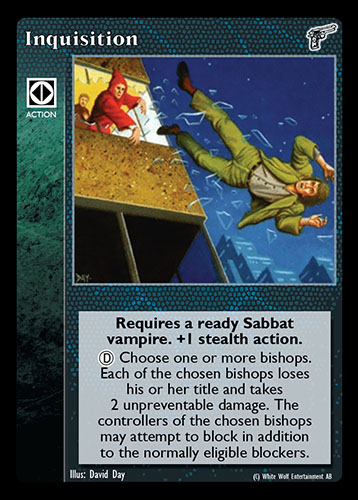 Inquisition
ACTION
DAY.
Requires a ready Sabbat
vampire. +1 stealth action.
Ⓓ Choose one or more bishops.
Each of the chosen bishops loses
his or her title and takes
2 unpreventable damage. The
controllers of the chosen bishops
may attempt to block in addition
to the normally eligible blockers.
Illus: David Day
(C) White Wolf Entertainment AB